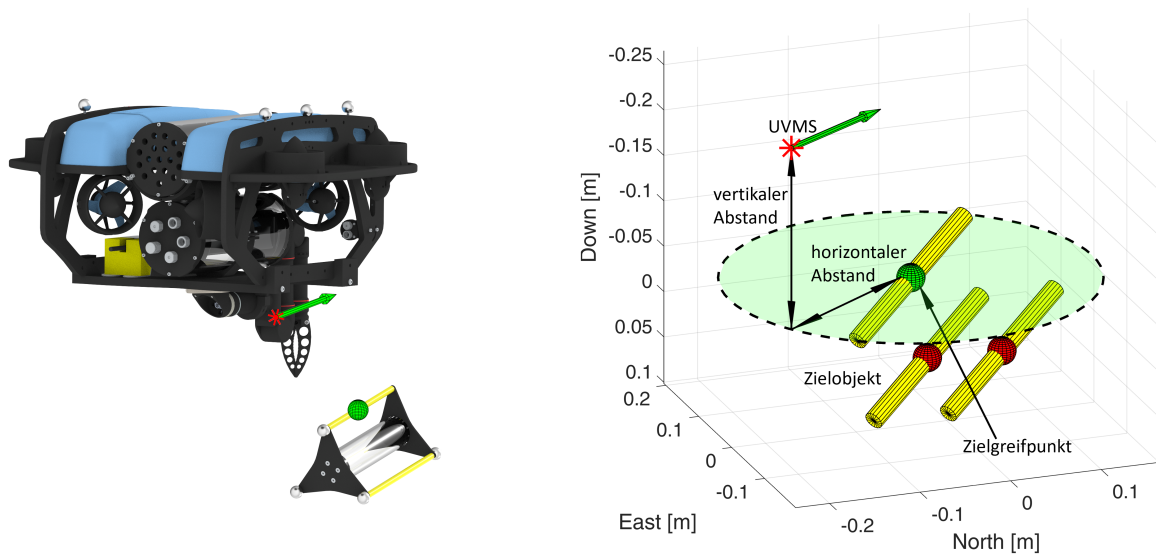 -0.25
-0.2
-0.15
-0.1
-0.05
0
0.05
0.1
Down [m]
UVMS
vertikaler
Abstand
horizontaler
Abstand
Zielobjekt
Zielgreifpunkt
0.2
0.1
0
-0.1
East [m]
-0.2
-0.1
0
0.1
North [m]